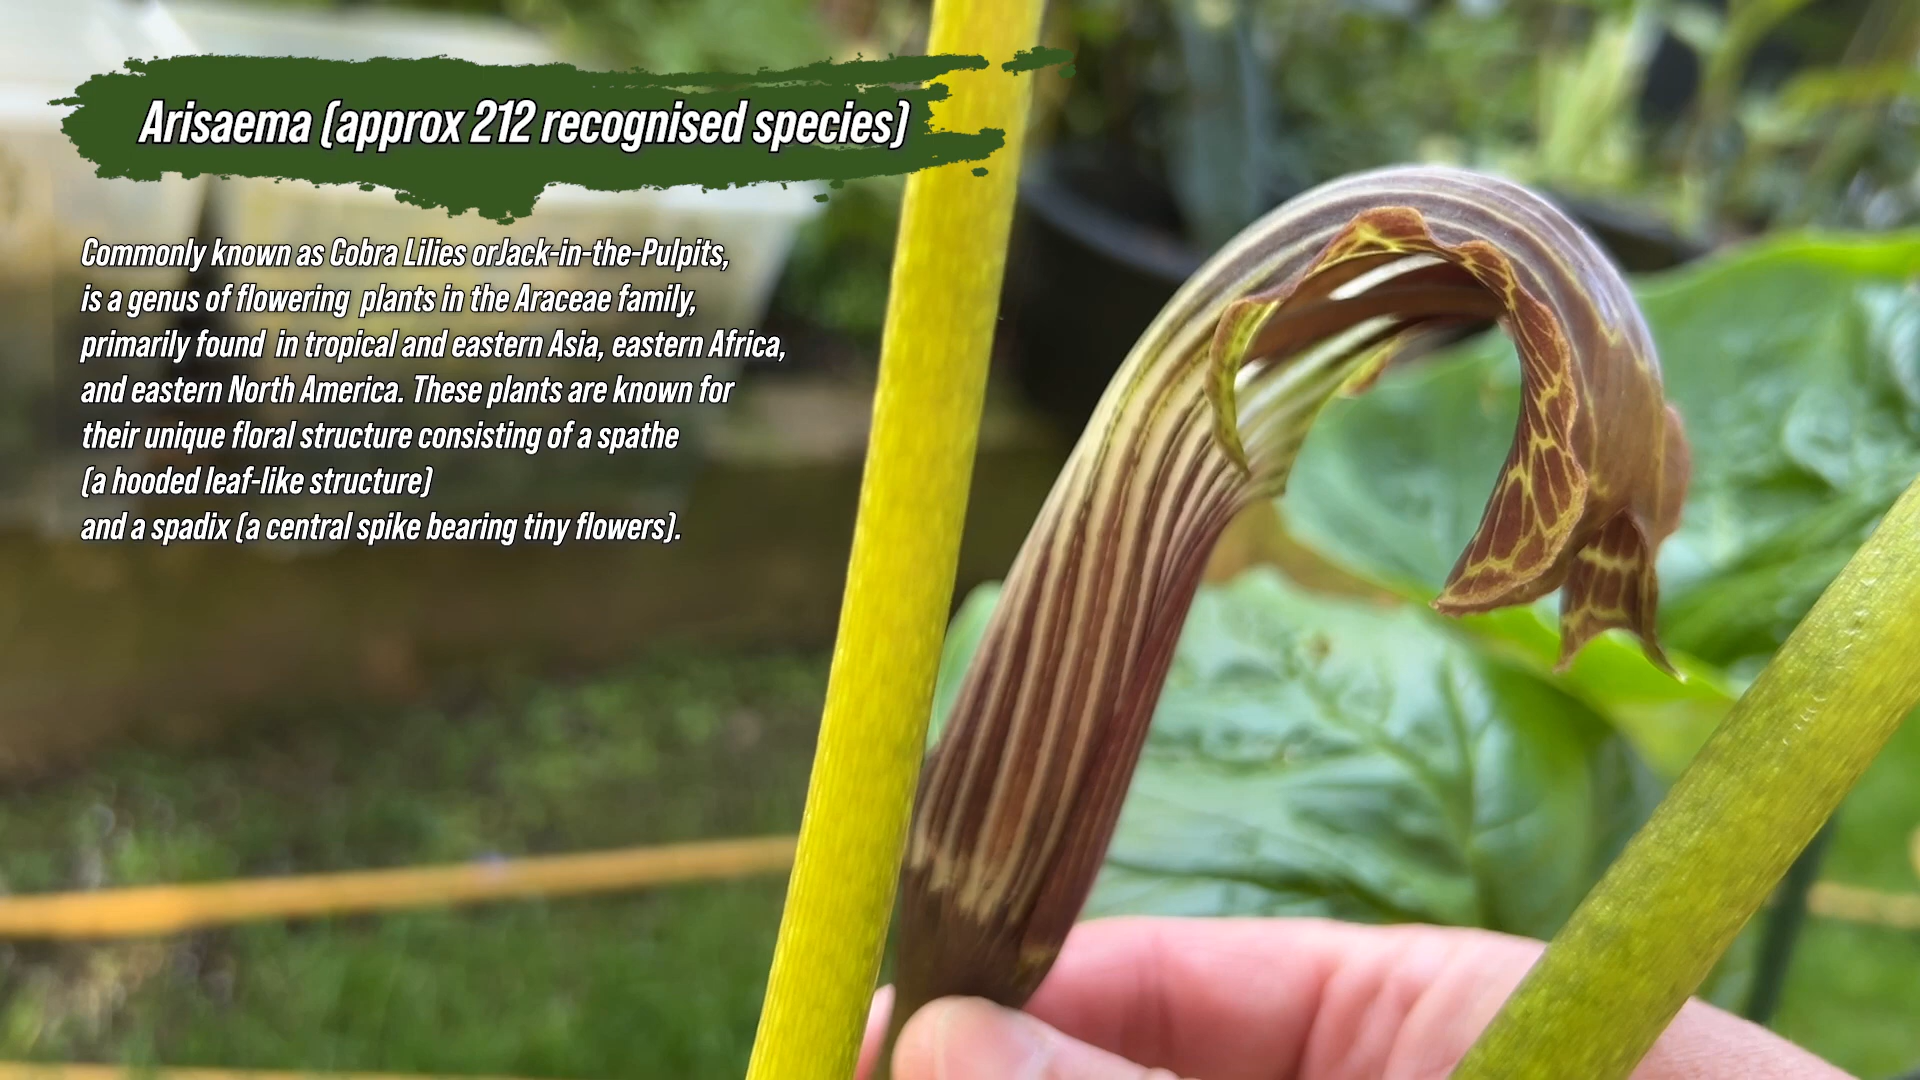 Arisaema (approx 212 recognised species)
Commonly known as Cobra Lilies orJack-in-the-Pulpits,
is a genus of flowering plants in the Araceae family,
primarily found in tropical and eastern Asia, eastern Africa,
and eastern North America. These plants are known for
their unique floral structure consisting of a spathe
(a hooded leaf-like structure)
and a spadix (a central spike bearing tiny flowers).